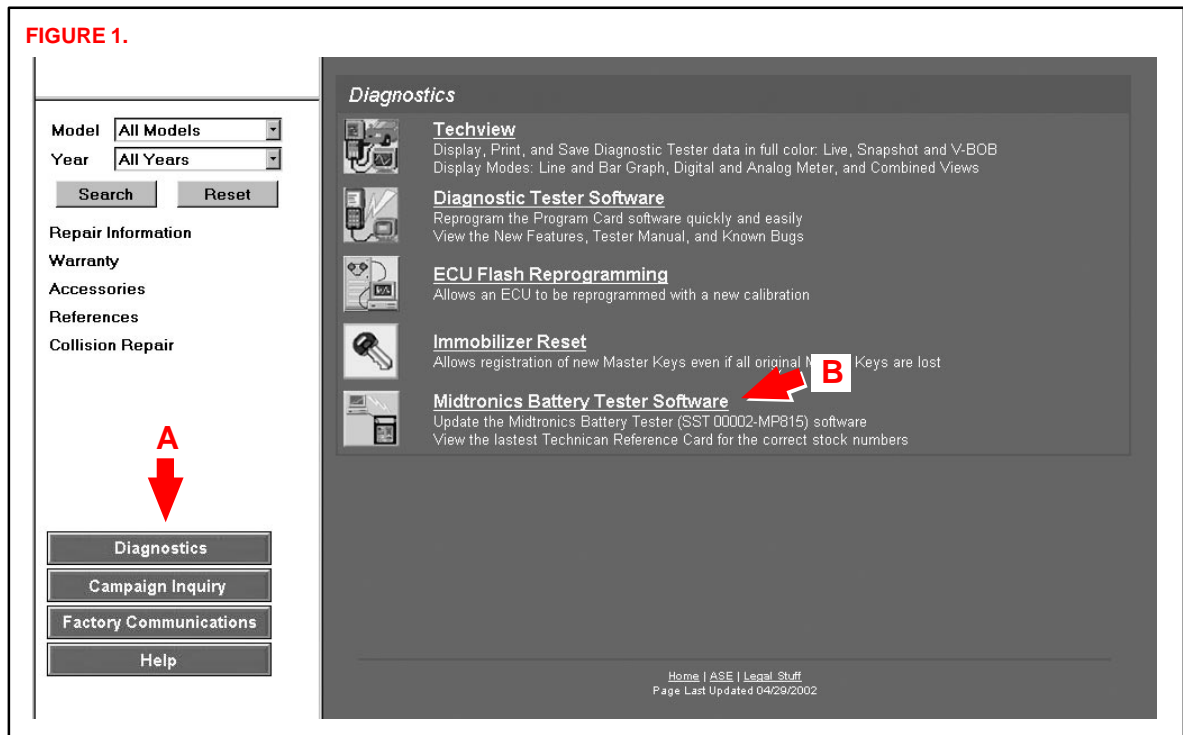 FIGURE 1.
Model All Models
Year All Years
Search Reset
Repair Information
Warranty
Accessories
References
Collision Repair
A
Diagnostics
Campaign Inquiry
Factory Communications
Help
Diagnostics
Techview
Display, Print, and Save Diagnostic Tester data in full color: Live, Snapshot and V-BOB
Display Modes: Line and Bar Graph, Digital and Analog Meter, and Combined Views
Diagnostic Tester Software
Reprogram the Program Card software quickly and easily
View the New Features, Tester Manual, and Known Bugs
ECU Flash Reprogramming
Allows an ECU to be reprogrammed with a new calibration
Immobilizer Reset
Allows registration of new Master Keys even if all original Keys are lost
B
Midtronics Battery Tester Software
Update the Midtronics Battery Tester (SST 00002-MP815) software
View the lastest Technican Reference Card for the correct stock numbers
Home | ASE | Legal Stuff
Page Last Updated 04/29/2002